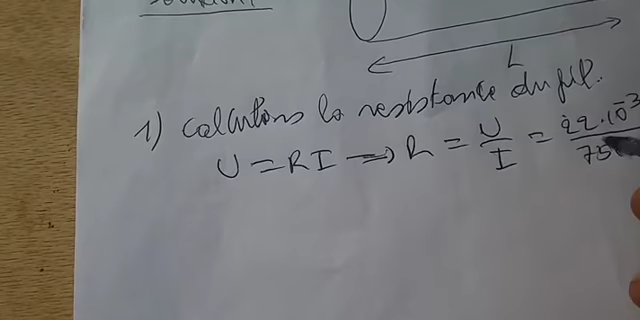 L
1) Calculons la resistance du fil.
U = RI ⟹ R = U/I = 22.10⁻³/75